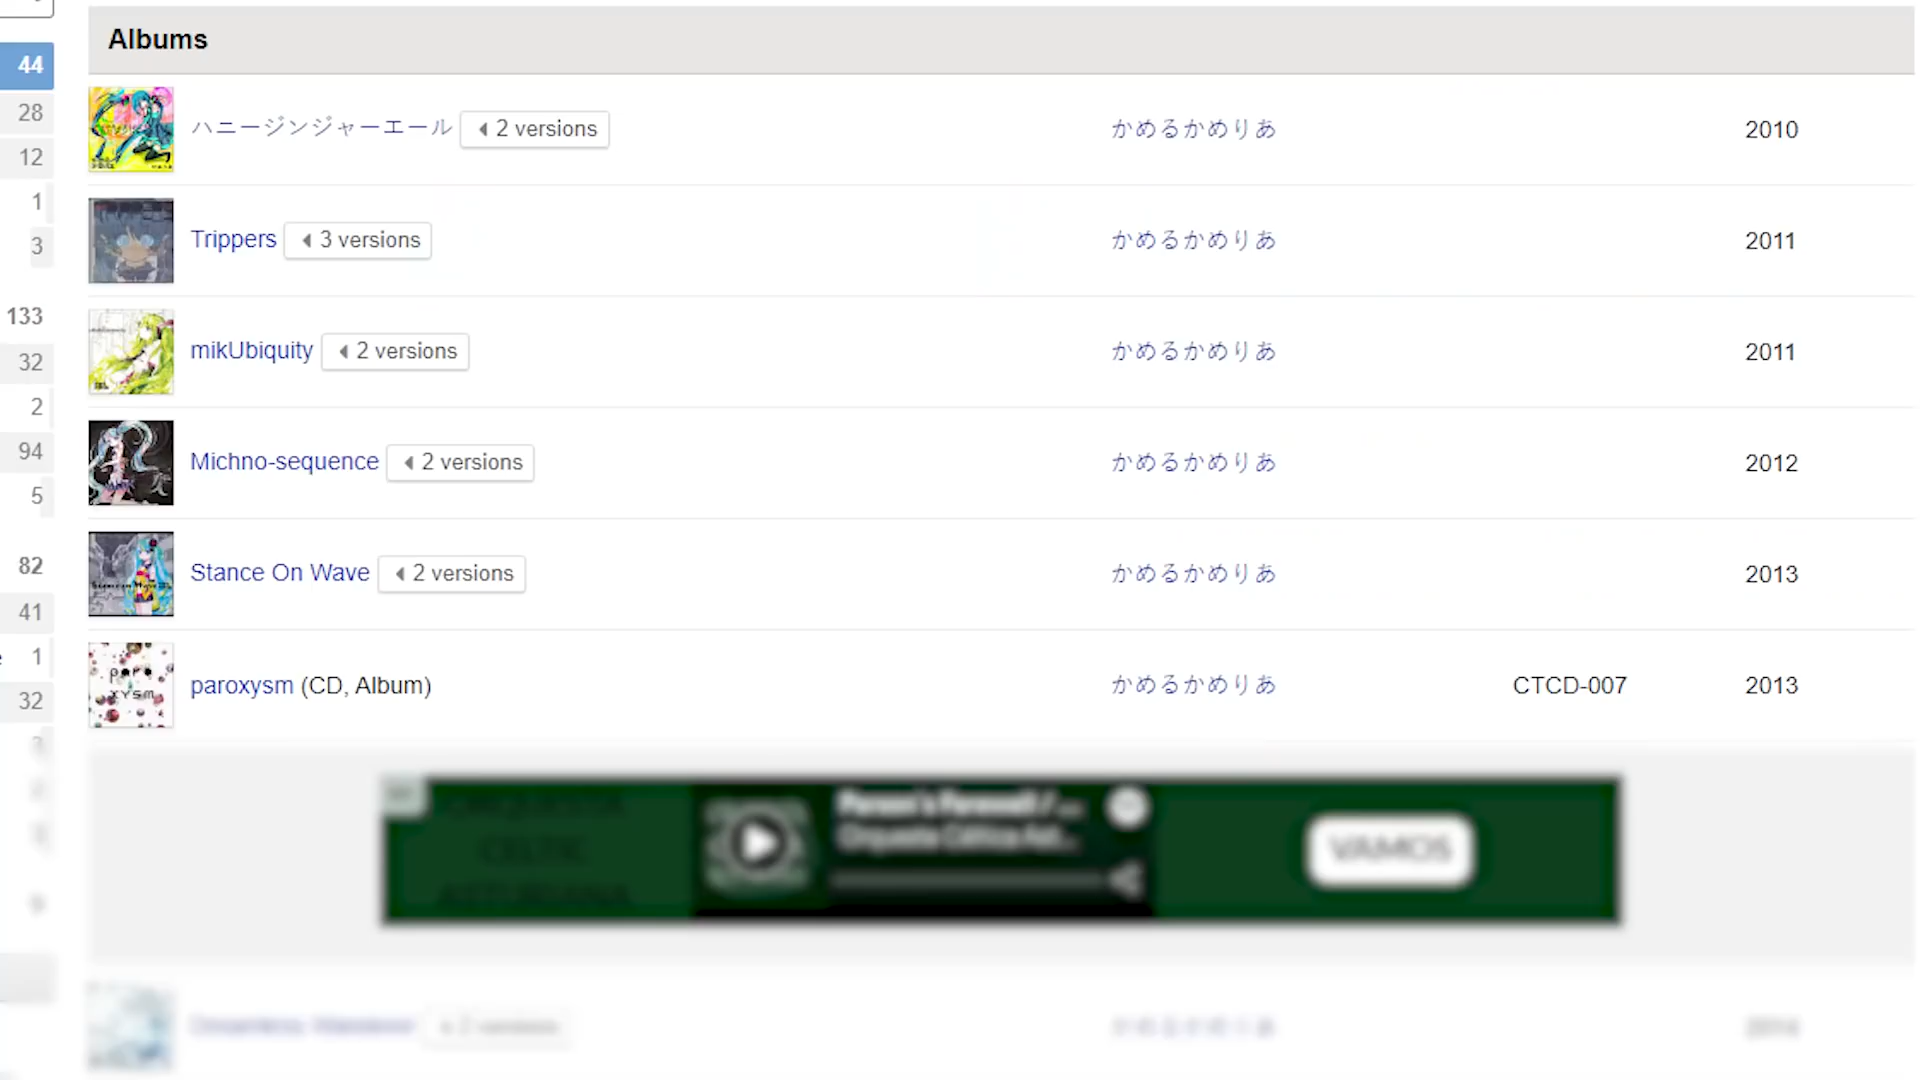 Albums
44
28
12
1
3
133
32
2
94
5
82
41
1
32
ハニージンジャーエール 2 versions かめるかめりあ 2010
Trippers 3 versions かめるかめりあ 2011
mikUbiquity 2 versions かめるかめりあ 2011
Michno-sequence 2 versions かめるかめりあ 2012
Stance On Wave 2 versions かめるかめりあ 2013
paroxysm (CD, Album) かめるかめりあ CTCD-007 2013
para
xysm
VAMOS